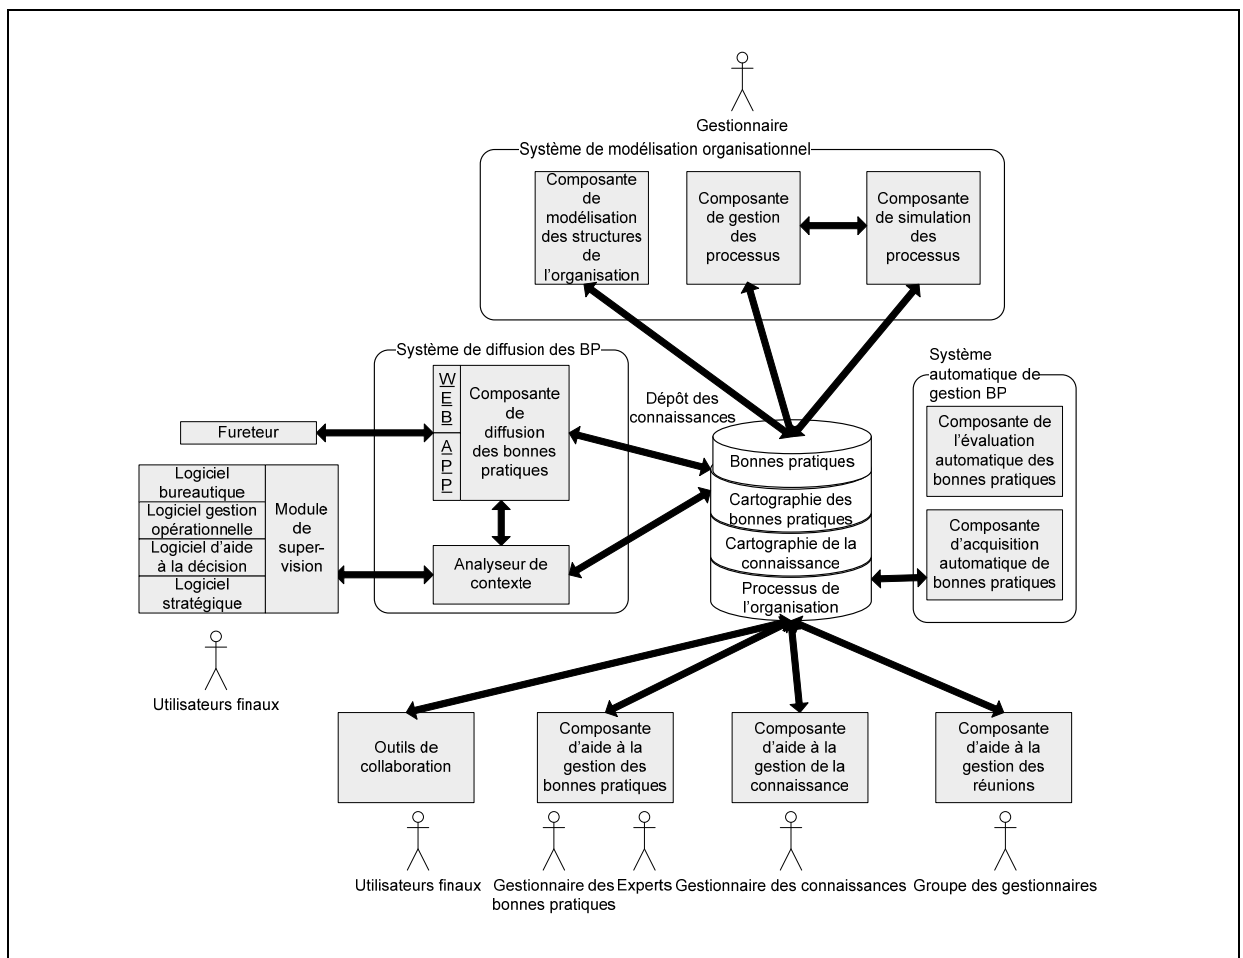 Gestionnaire
Système de modélisation organisationnel
Composante
de
modélisation
des structures
de
l'organisation
Composante
de gestion
des
processus
Composante
de simulation
des
processus
Système de diffusion des BP
W
E
B
A
P
P
Composante
de
diffusion
des bonnes
pratiques
Fureteur
Logiciel
bureautique
Logiciel gestion
opérationnelle
Logiciel d'aide
à la décision
Logiciel
stratégique
Module
de
super-
vision
Analyseur de
contexte
Utilisateurs finaux
Dépôt des
connaissances
Bonnes pratiques
Cartographie des
bonnes pratiques
Cartographie de la
connaissance
Processus de
l'organisation
Système
automatique de
gestion BP
Composante de
l'évaluation
automatique des
bonnes pratiques
Composante
d'acquisition
automatique de
bonnes pratiques
Outils de
collaboration
Composante
d'aide à la
gestion des
bonnes pratiques
Composante
d'aide à la
gestion de la
connaissance
Composante
d'aide à la
gestion des
réunions
Utilisateurs finaux
Gestionnaire des
bonnes pratiques
Experts
Gestionnaire des connaissances
Groupe des gestionnaires